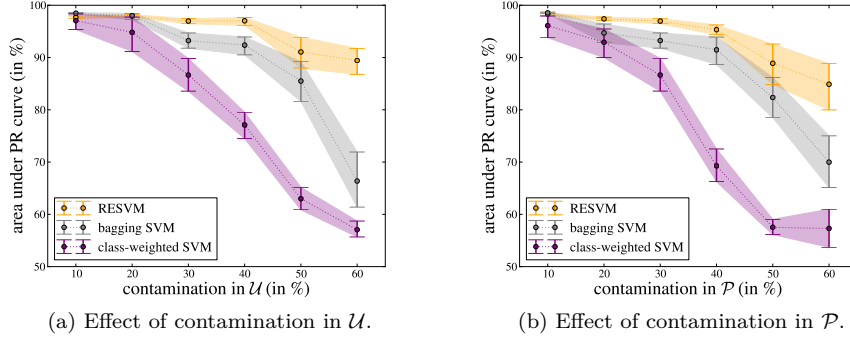 100
90
80
70
60
50
area under PR curve (in %)
RESVM
bagging SVM
class-weighted SVM
10 20 30 40 50 60
contamination in 𝒰 (in %)
(a) Effect of contamination in 𝒰.
100
90
80
70
60
50
area under PR curve (in %)
RESVM
bagging SVM
class-weighted SVM
10 20 30 40 50 60
contamination in 𝒫 (in %)
(b) Effect of contamination in 𝒫.